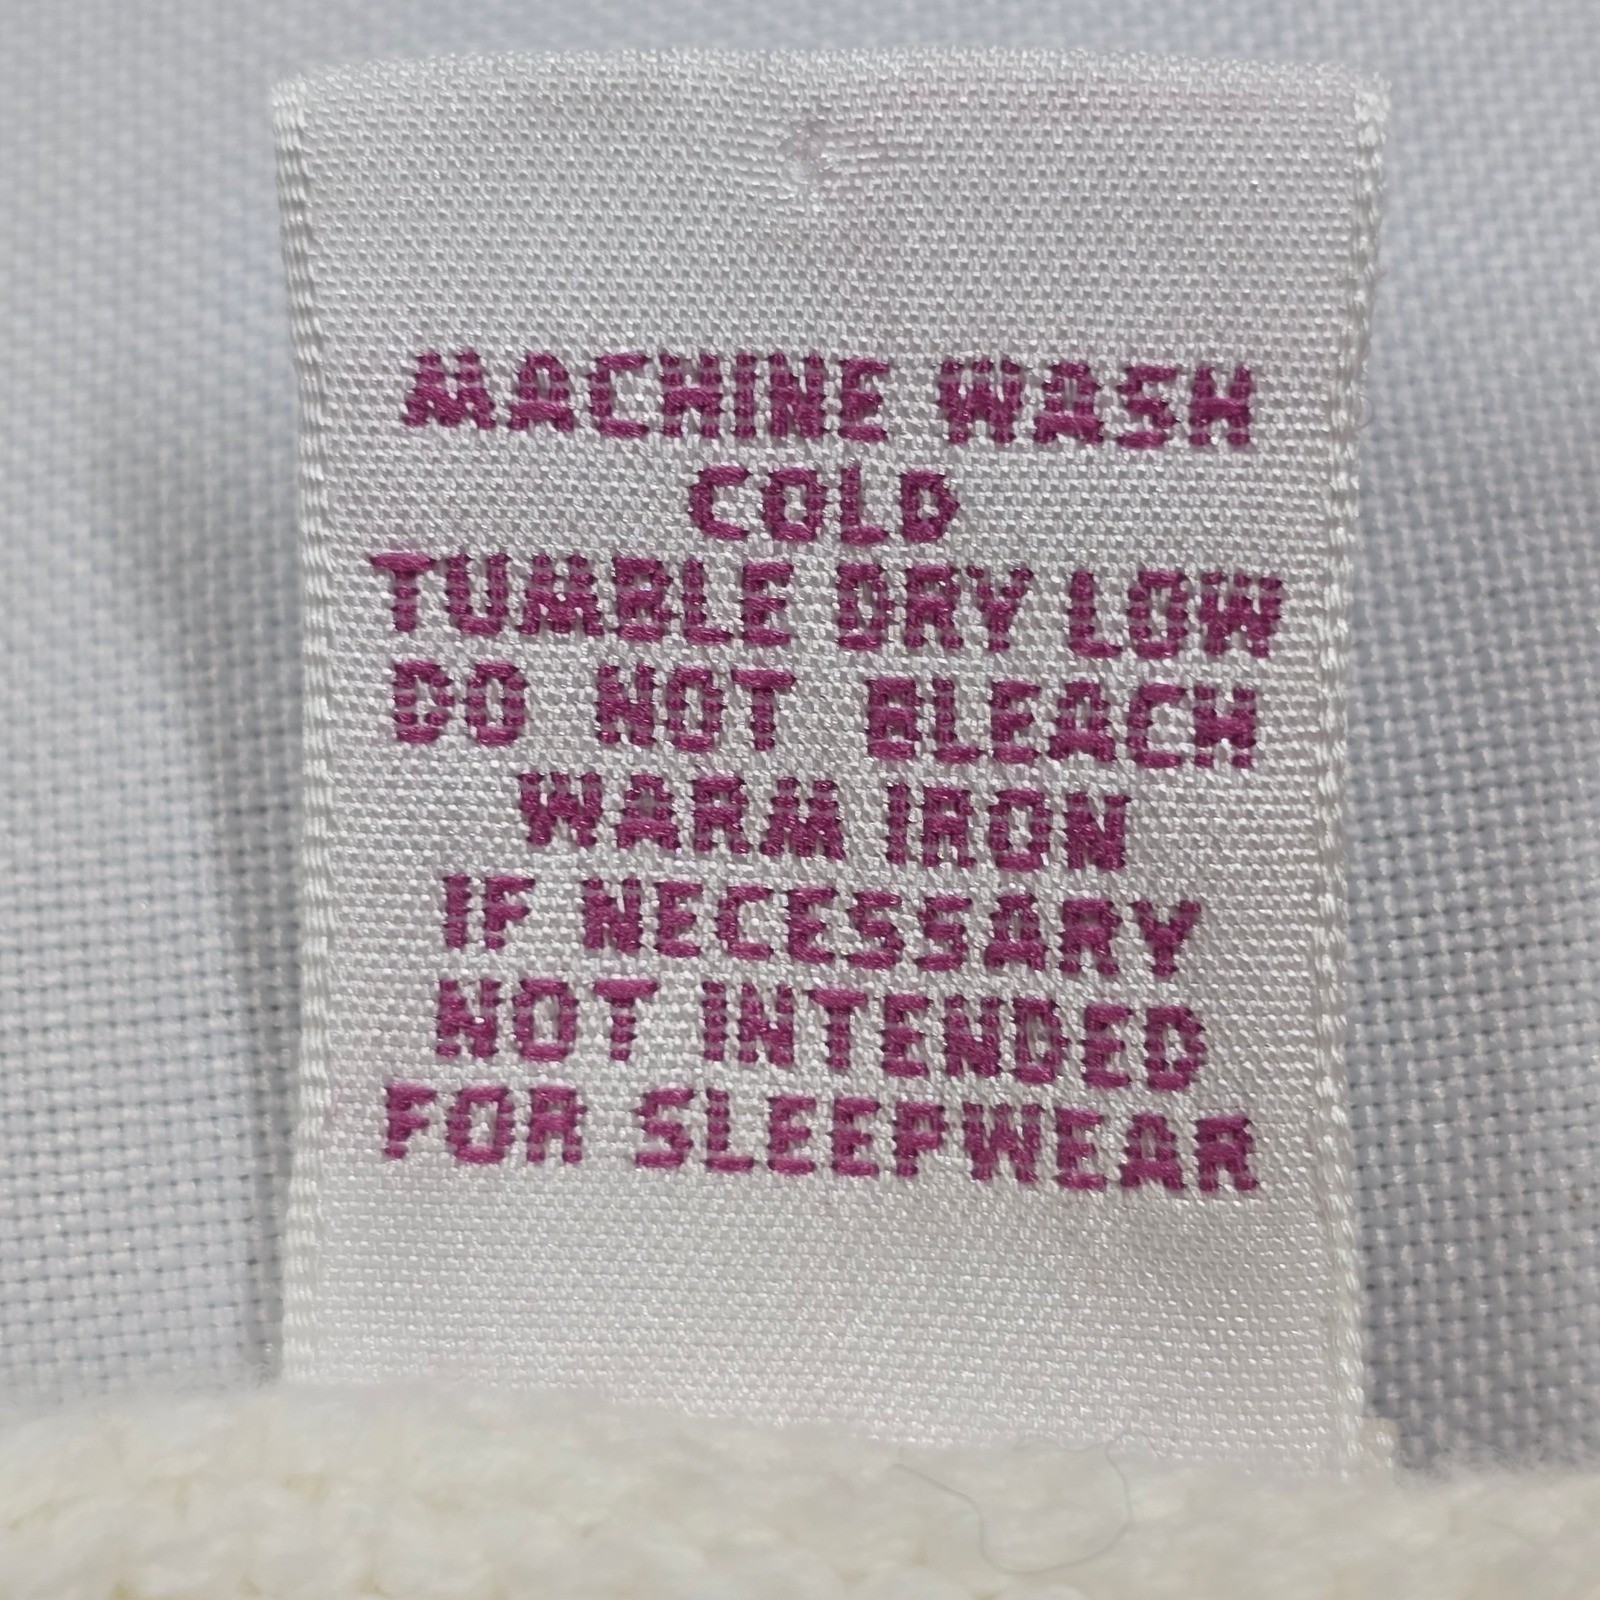 MACHINE WASH
COLD
TUMBLE DRY LOW
DO NOT BLEACH
WARM IRON
IF NECESSARY
NOT INTENDED
FOR SLEEPWEAR